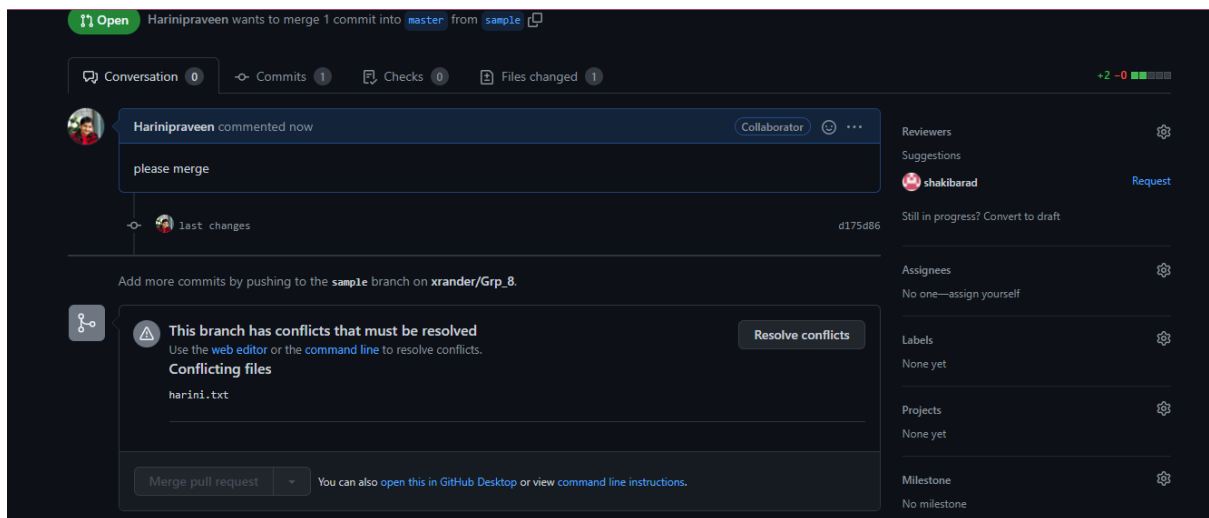 Open Harinipraveen wants to merge 1 commit into master from sample
Conversation 0 Commits 1 Checks 0 Files changed 1 +2 −0
Harinipraveen commented now Collaborator
please merge
last changes d175d86
Add more commits by pushing to the sample branch on xrander/Grp_8.
This branch has conflicts that must be resolved
Use the web editor or the command line to resolve conflicts.
Resolve conflicts
Conflicting files
harini.txt
Merge pull request You can also open this in GitHub Desktop or view command line instructions.
Reviewers
Suggestions
shakibarad Request
Still in progress? Convert to draft
Assignees
No one—assign yourself
Labels
None yet
Projects
None yet
Milestone
No milestone